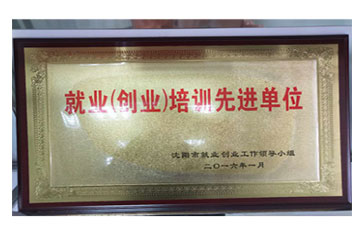 就业(创业)培训先进单位
沈阳市就业创业工作领导小组
二〇一六年一月